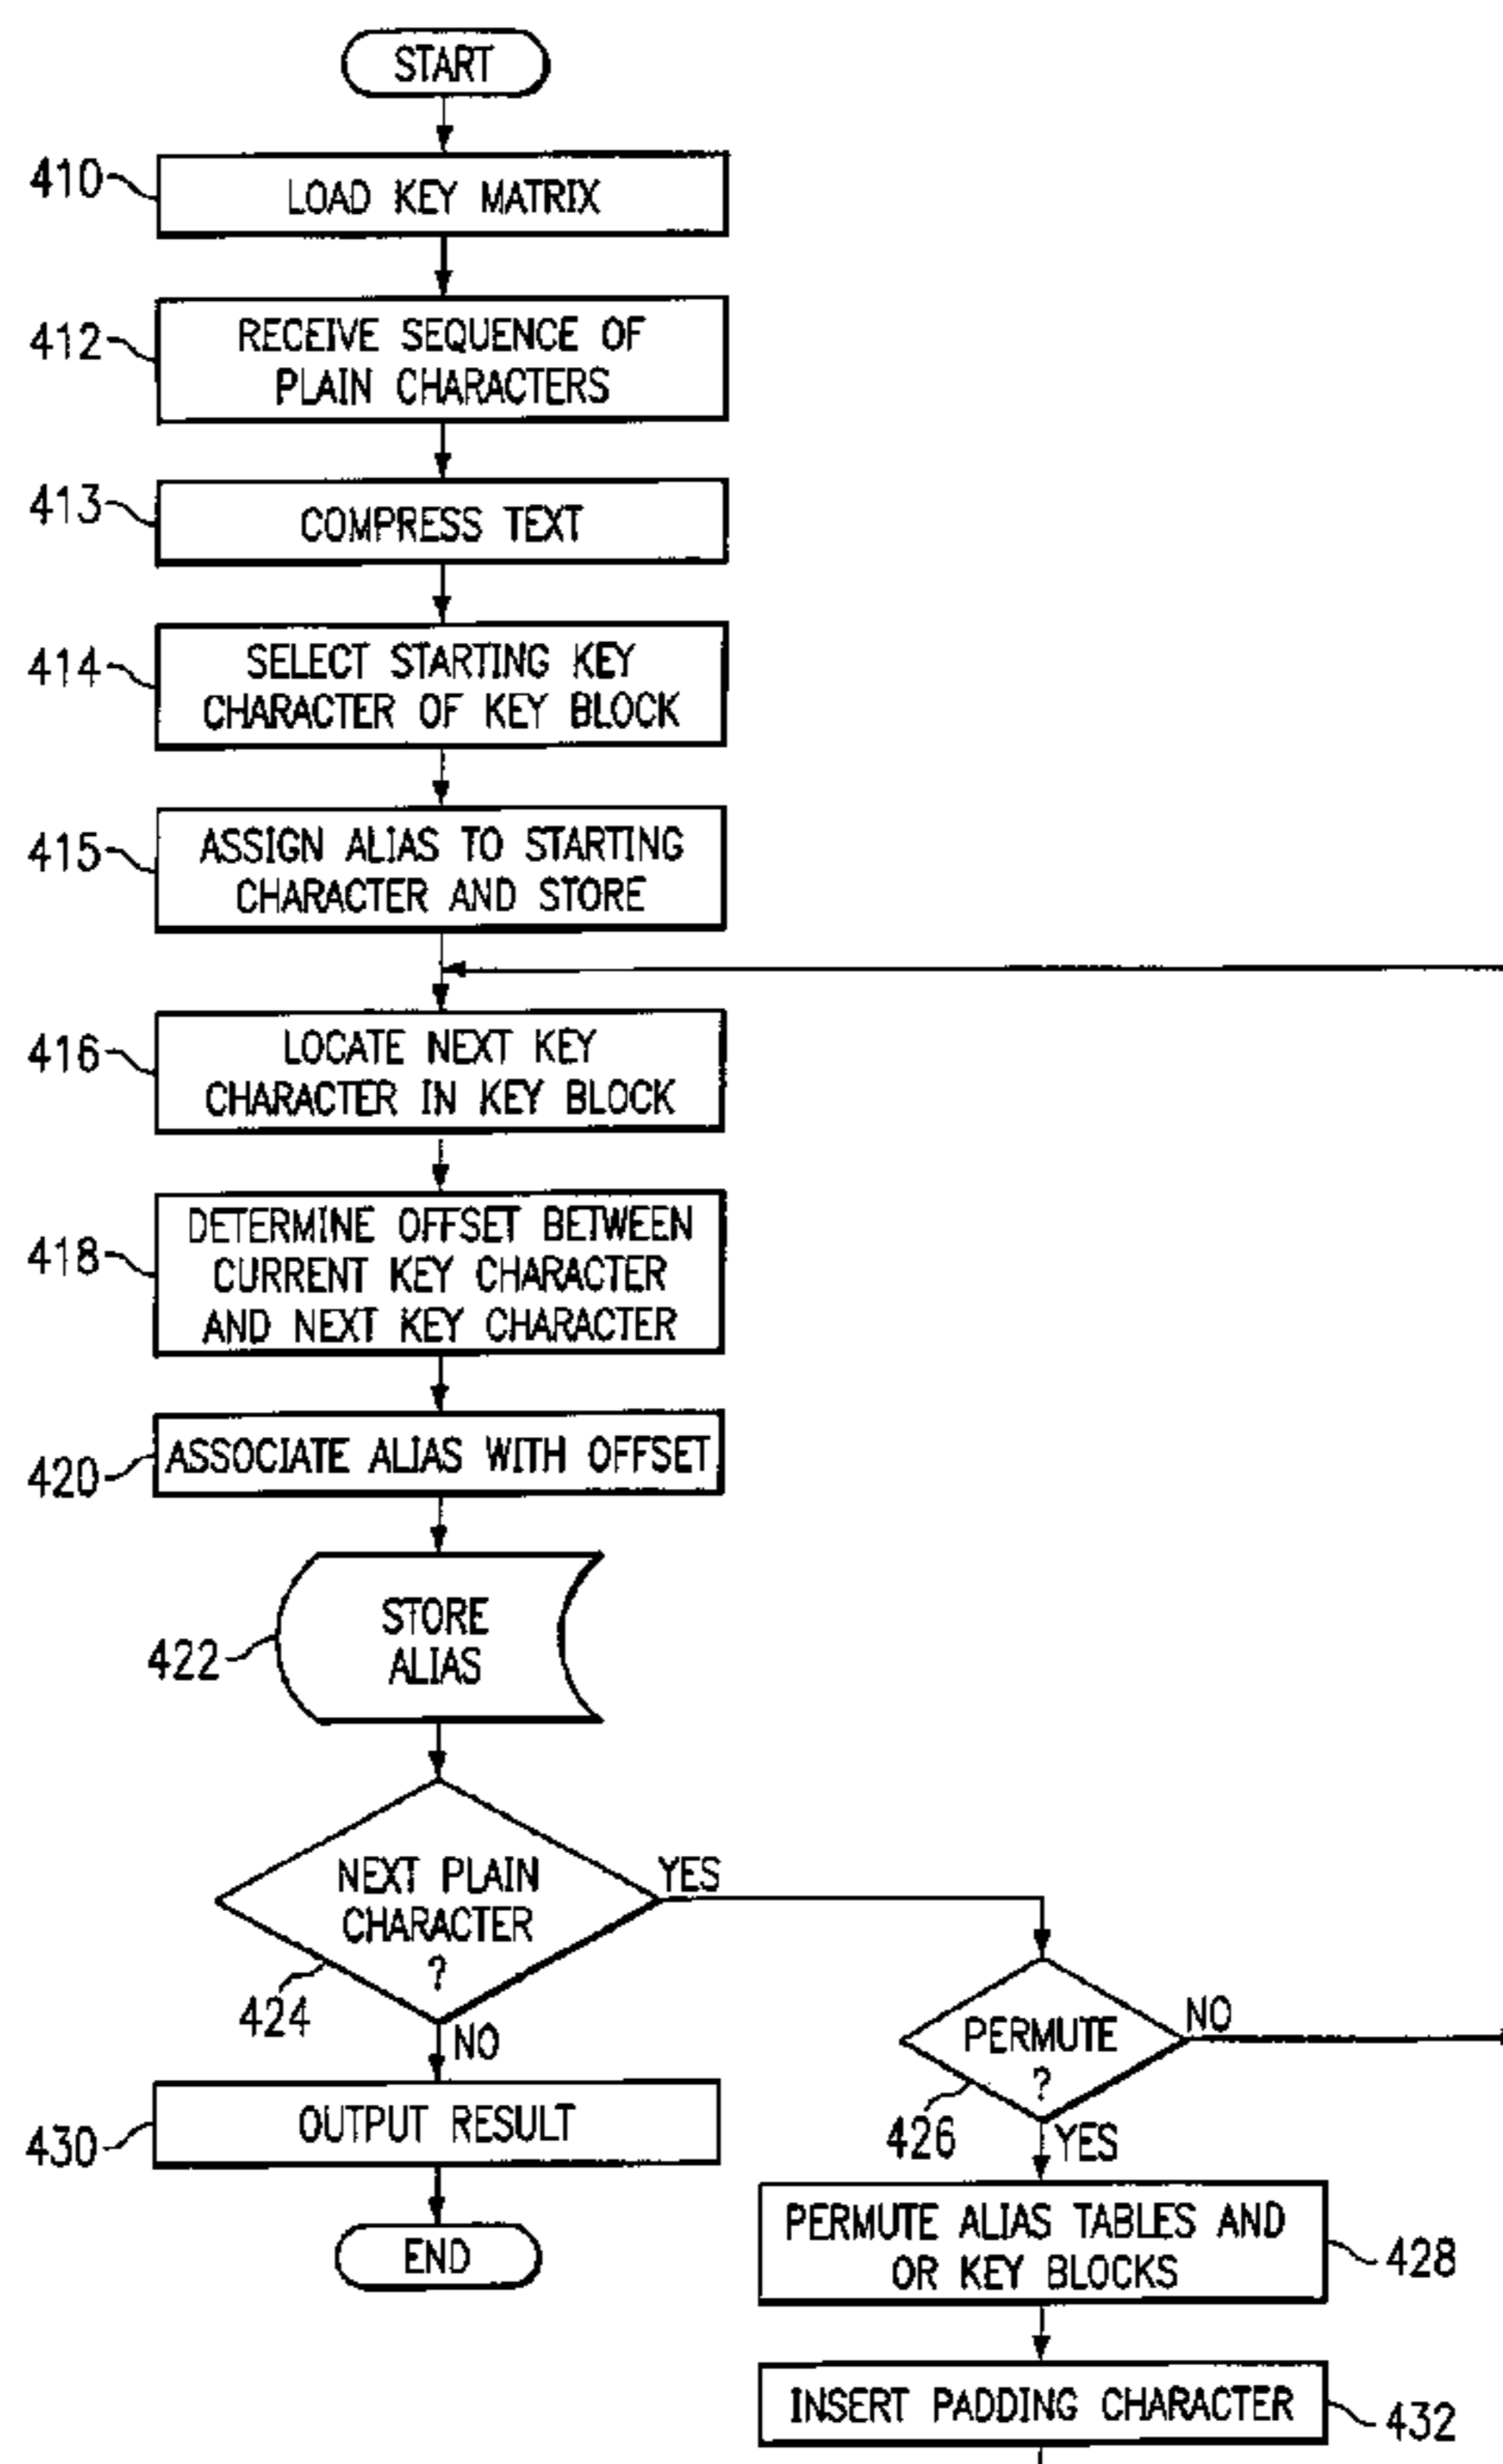 START
410
LOAD KEY MATRIX
412
RECEIVE SEQUENCE OF
PLAIN CHARACTERS
413
COMPRESS TEXT
414
SELECT STARTING KEY
CHARACTER OF KEY BLOCK
415
ASSIGN ALIAS TO STARTING
CHARACTER AND STORE
416
LOCATE NEXT KEY
CHARACTER IN KEY BLOCK
418
DETERMINE OFFSET BETWEEN
CURRENT KEY CHARACTER
AND NEXT KEY CHARACTER
420
ASSOCIATE ALIAS WITH OFFSET
422
STORE
ALIAS
NEXT PLAIN
CHARACTER
?
YES
424
NO
PERMUTE
?
NO
426
YES
430
OUTPUT RESULT
END
PERMUTE ALIAS TABLES AND
OR KEY BLOCKS
428
INSERT PADDING CHARACTER
432